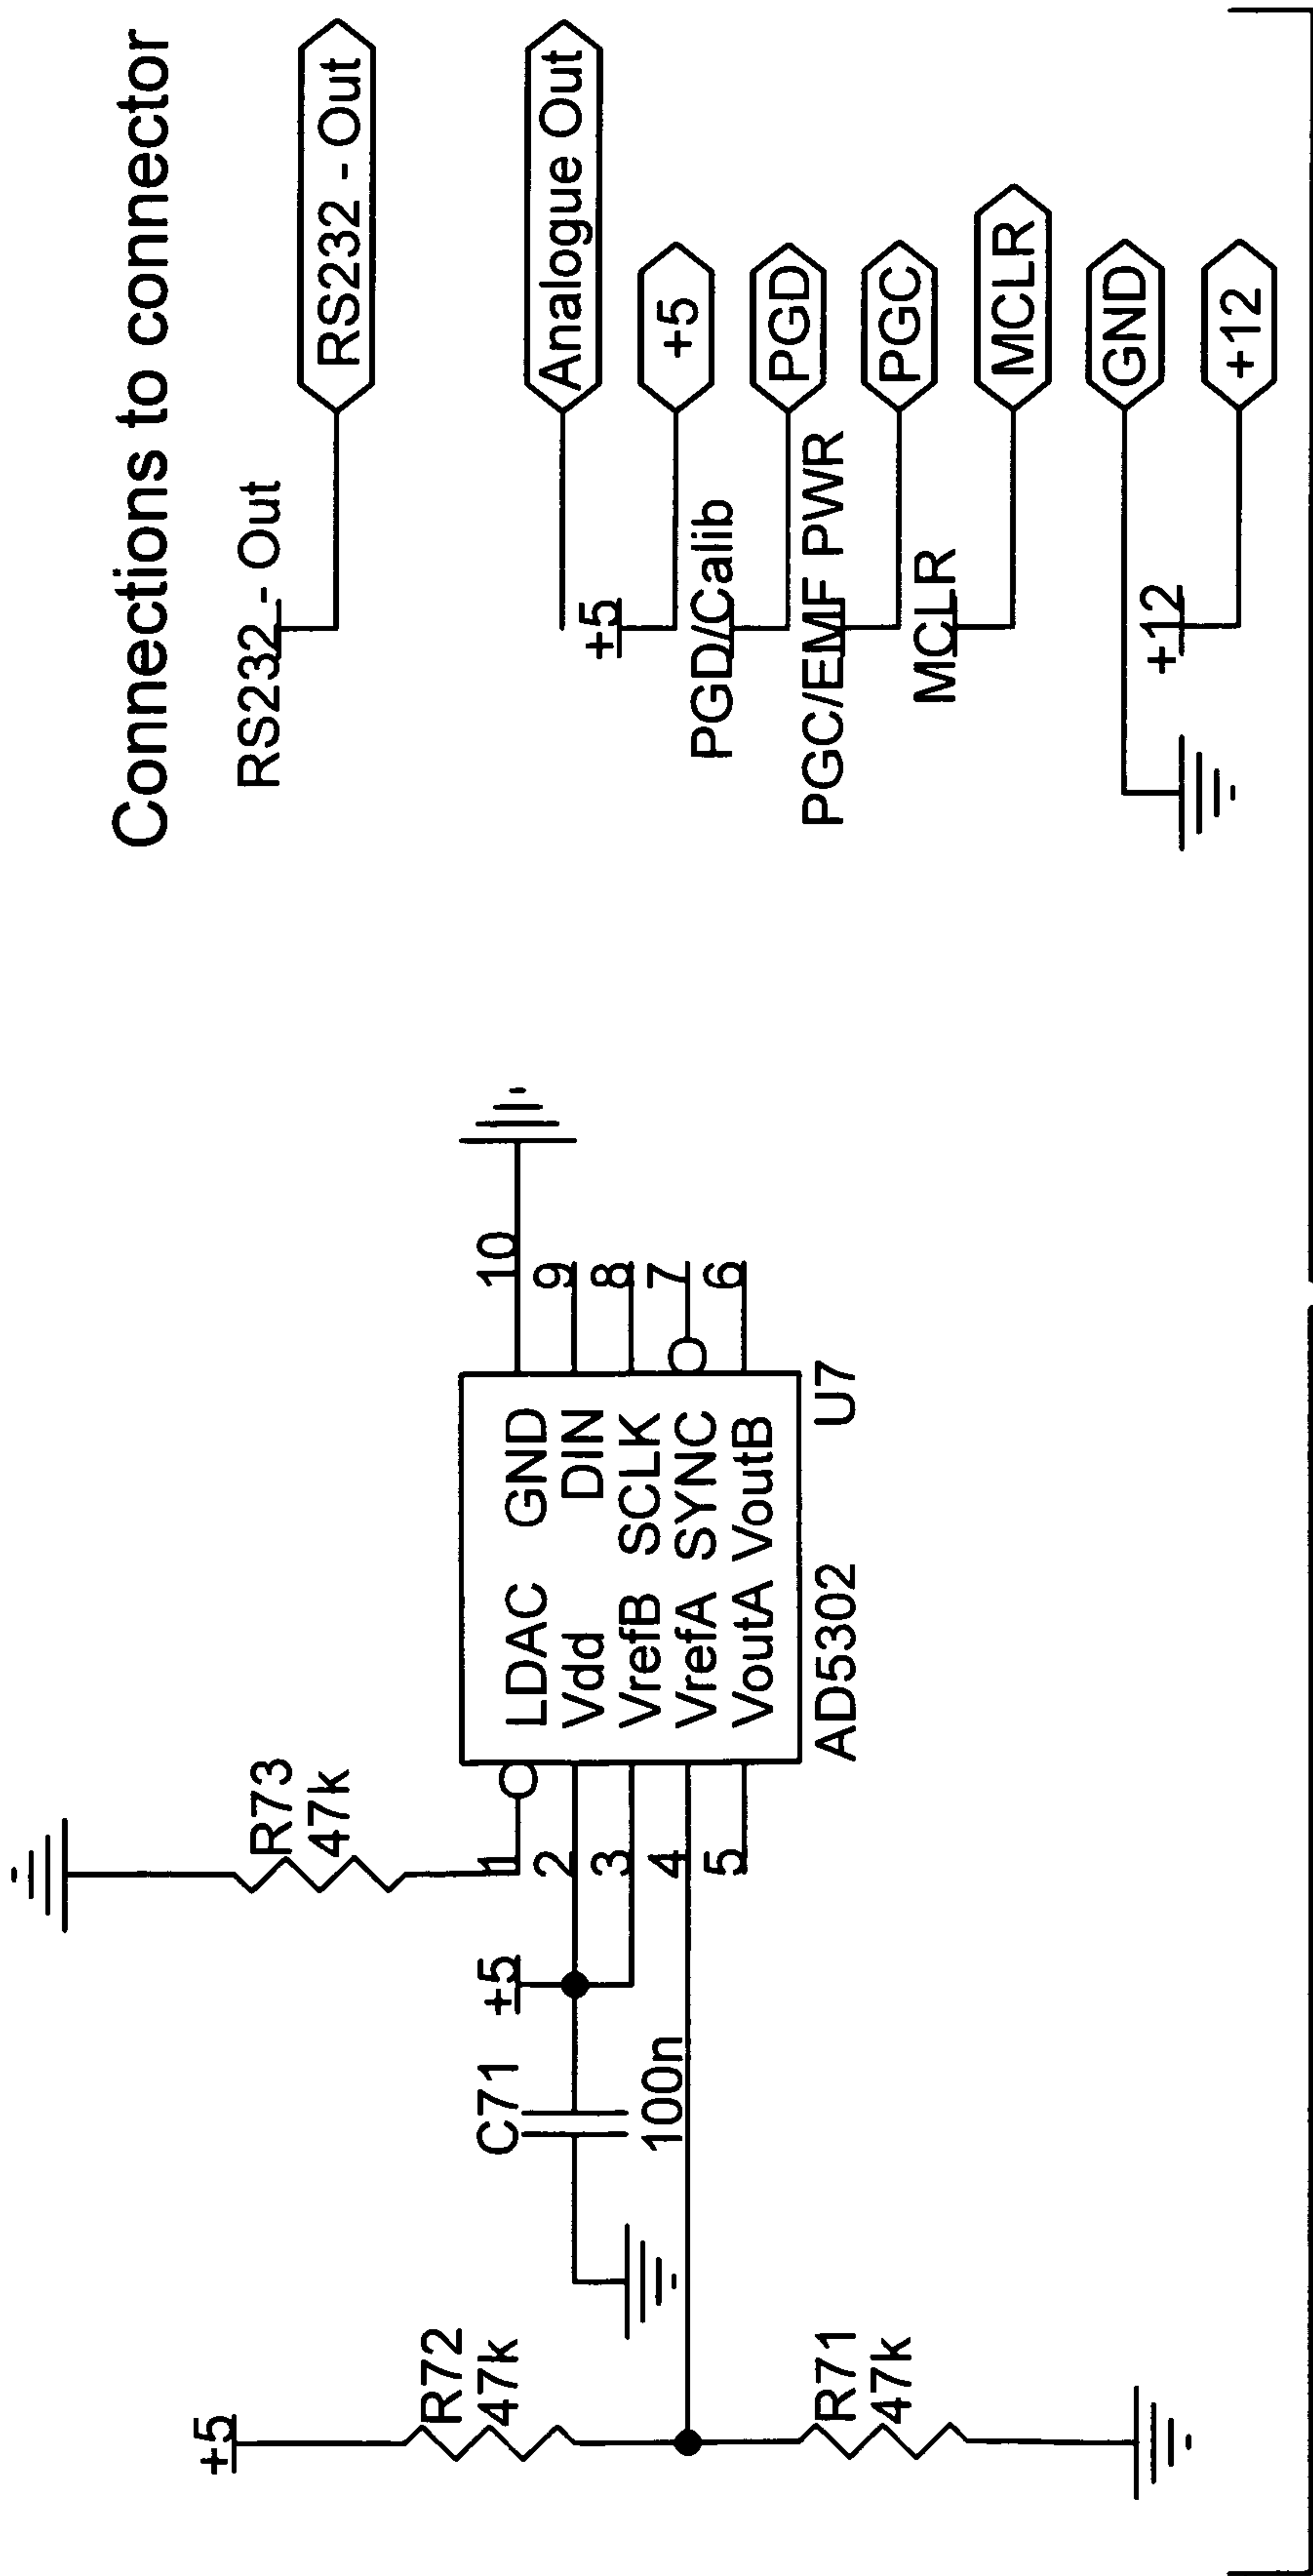 Connections to connector
RS232 - Out
RS232 - Out
Analogue Out
+5
+5
PGD/Calib
PGD
PGC/EMF PWR
PGC
MCLR
MCLR
GND
+12
+12
R73
47k
+5
C71
100n
+5
R72
47k
R71
47k
1 LDAC GND 10
2 Vdd DIN 9
3 VrefB SCLK 8
4 VrefA SYNC 7
5 VoutA VoutB 6
AD5302 U7